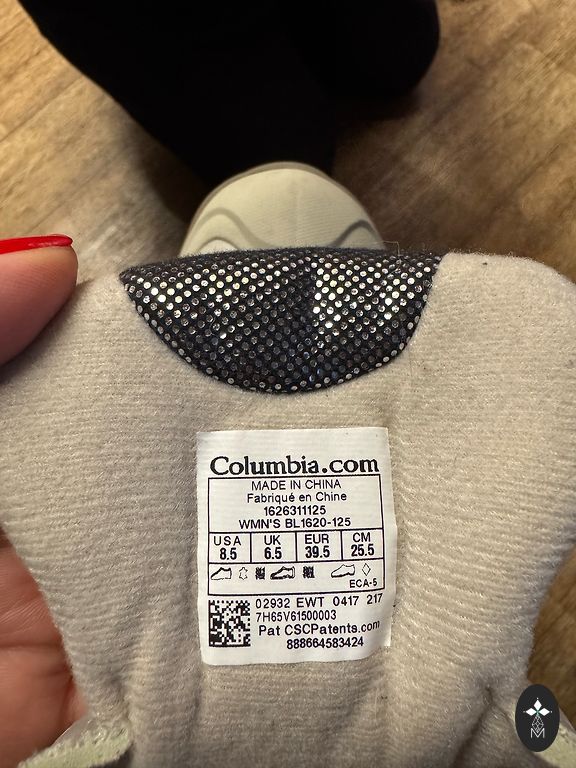 Columbia.com
MADE IN CHINA
Fabriqué en Chine
1626311125
WMN'S BL1620-125
USA UK EUR CM
8.5 6.5 39.5 25.5
ECA-5
02932 EWT 0417 217
7H65V61500003
Pat CSCPatents.com
888664583424
M